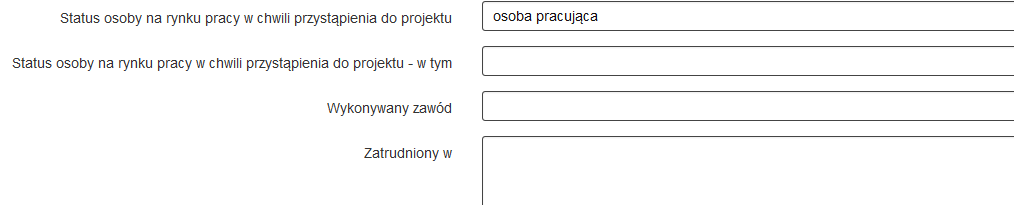 Status osoby na rynku pracy w chwili przystąpienia do projektu osoba pracująca
Status osoby na rynku pracy w chwili przystąpienia do projektu - w tym
Wykonywany zawód
Zatrudniony w